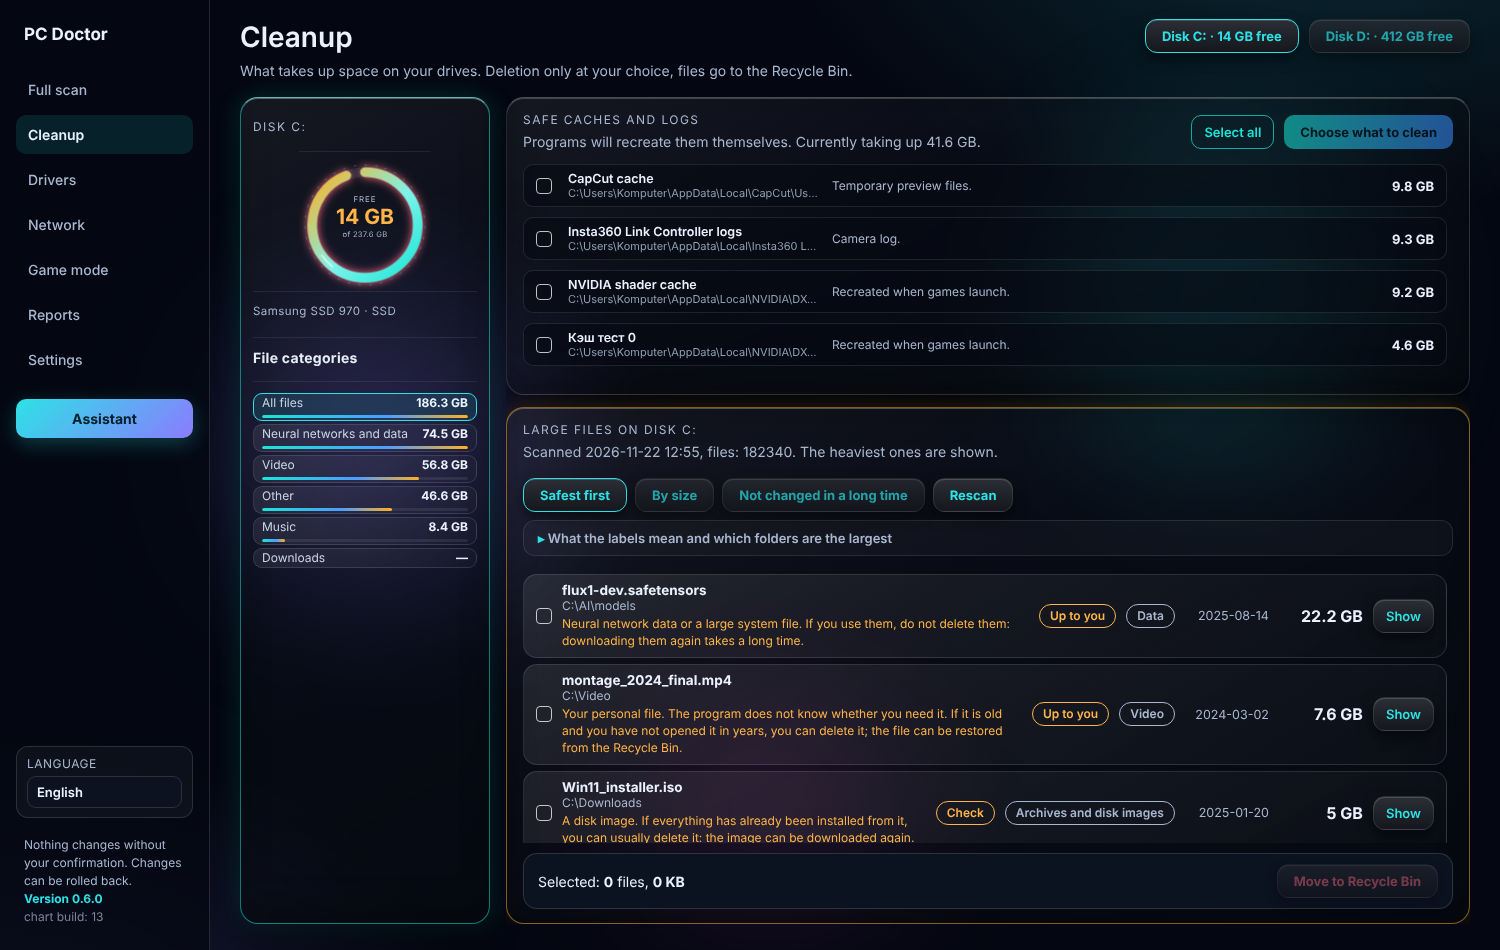 PC Doctor
Full scan
Cleanup
Drivers
Network
Game mode
Reports
Settings
Assistant
LANGUAGE
English
Nothing changes without
your confirmation. Changes
can be rolled back.
Version 0.6.0
chart build: 13
Cleanup
What takes up space on your drives. Deletion only at your choice, files go to the Recycle Bin.
Disk C: · 14 GB free
Disk D: · 412 GB free
DISK C:
FREE
14 GB
of 237.6 GB
Samsung SSD 970 · SSD
File categories
All files 186.3 GB
Neural networks and data 74.5 GB
Video 56.8 GB
Other 46.6 GB
Music 8.4 GB
Downloads —
SAFE CACHES AND LOGS
Programs will recreate them themselves. Currently taking up 41.6 GB.
Select all
Choose what to clean
CapCut cache
C:\Users\Komputer\AppData\Local\CapCut\Us...
Temporary preview files.
9.8 GB
Insta360 Link Controller logs
C:\Users\Komputer\AppData\Local\Insta360 L...
Camera log.
9.3 GB
NVIDIA shader cache
C:\Users\Komputer\AppData\Local\NVIDIA\DX...
Recreated when games launch.
9.2 GB
Кэш тест 0
C:\Users\Komputer\AppData\Local\NVIDIA\DX...
Recreated when games launch.
4.6 GB
LARGE FILES ON DISK C:
Scanned 2026-11-22 12:55, files: 182340. The heaviest ones are shown.
Safest first
By size
Not changed in a long time
Rescan
▸ What the labels mean and which folders are the largest
flux1-dev.safetensors
C:\AI\models
Neural network data or a large system file. If you use them, do not delete them:
downloading them again takes a long time.
Up to you
Data
2025-08-14
22.2 GB
Show
montage_2024_final.mp4
C:\Video
Your personal file. The program does not know whether you need it. If it is old
and you have not opened it in years, you can delete it; the file can be restored
from the Recycle Bin.
Up to you
Video
2024-03-02
7.6 GB
Show
Win11_installer.iso
C:\Downloads
A disk image. If everything has already been installed from it,
you can usually delete it: the image can be downloaded again.
Check
Archives and disk images
2025-01-20
5 GB
Show
Selected: 0 files, 0 KB
Move to Recycle Bin